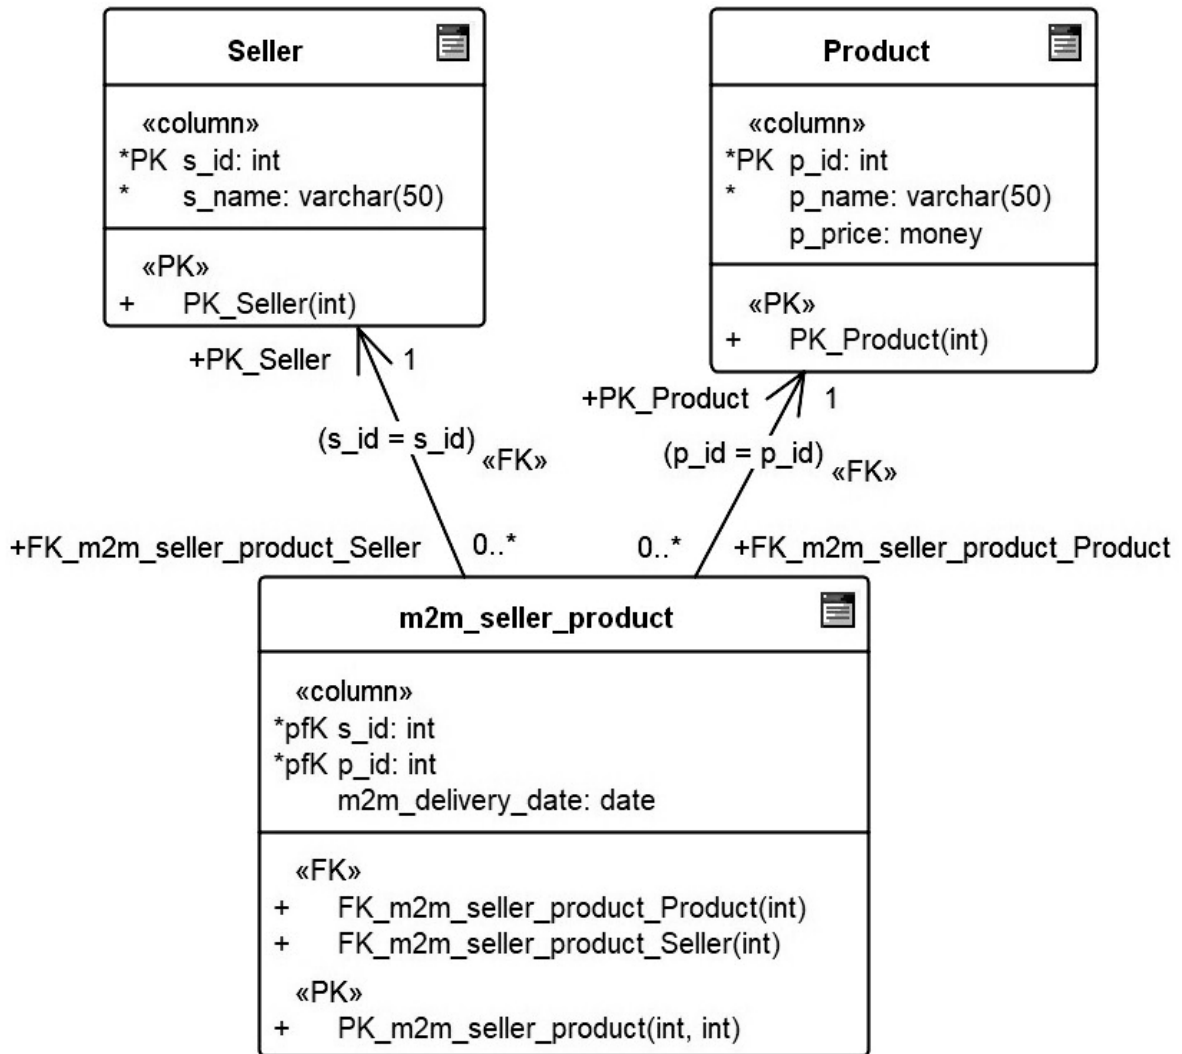 Seller
«column»
*PK s_id: int
* s_name: varchar(50)
«PK»
+ PK_Seller(int)
Product
«column»
*PK p_id: int
* p_name: varchar(50)
p_price: money
«PK»
+ PK_Product(int)
+PK_Seller 1
(s_id = s_id) «FK»
+FK_m2m_seller_product_Seller 0..*
+PK_Product 1
(p_id = p_id) «FK»
0..* +FK_m2m_seller_product_Product
m2m_seller_product
«column»
*pfK s_id: int
*pfK p_id: int
m2m_delivery_date: date
«FK»
+ FK_m2m_seller_product_Product(int)
+ FK_m2m_seller_product_Seller(int)
«PK»
+ PK_m2m_seller_product(int, int)